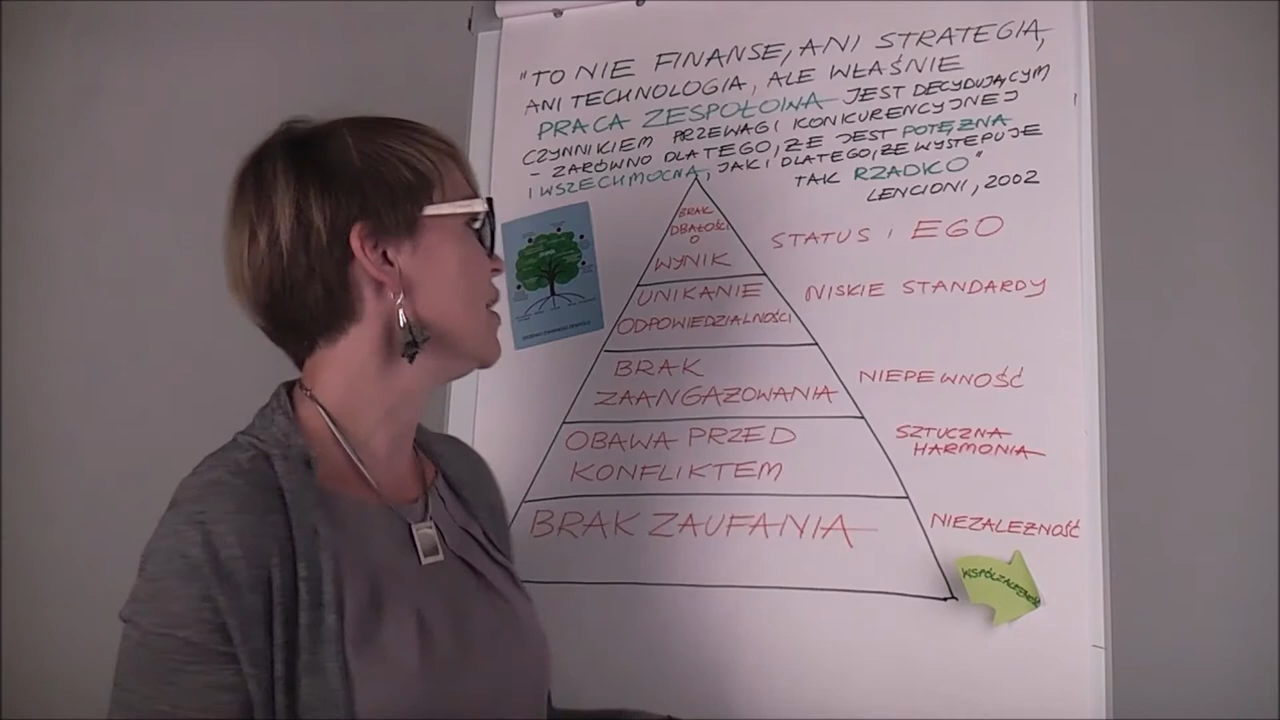 "TO NIE FINANSE, ANI STRATEGIA,
ANI TECHNOLOGIA, ALE WŁAŚNIE
PRACA ZESPOŁOWA JEST DECYDUJĄCYM
CZYNNIKIEM PRZEWAGI KONKURENCYJNEJ
- ZARÓWNO DLATEGO, ŻE JEST POTĘŻNA
I WSZECHMOCNA, JAK I DLATEGO, ŻE WYSTĘPUJE
TAK RZADKO"
LENCIONI, 2002
BRAK
DBAŁOŚCI
O
WYNIK
STATUS I EGO
UNIKANIE
ODPOWIEDZIALNOŚCI
NISKIE STANDARDY
BRAK
ZAANGAŻOWANIA
NIEPEWNOŚĆ
OBAWA PRZED
KONFLIKTEM
SZTUCZNA
HARMONIA
BRAK ZAUFANIA
NIEZALEŻNOŚĆ
WSPÓŁZALEŻNOŚĆ